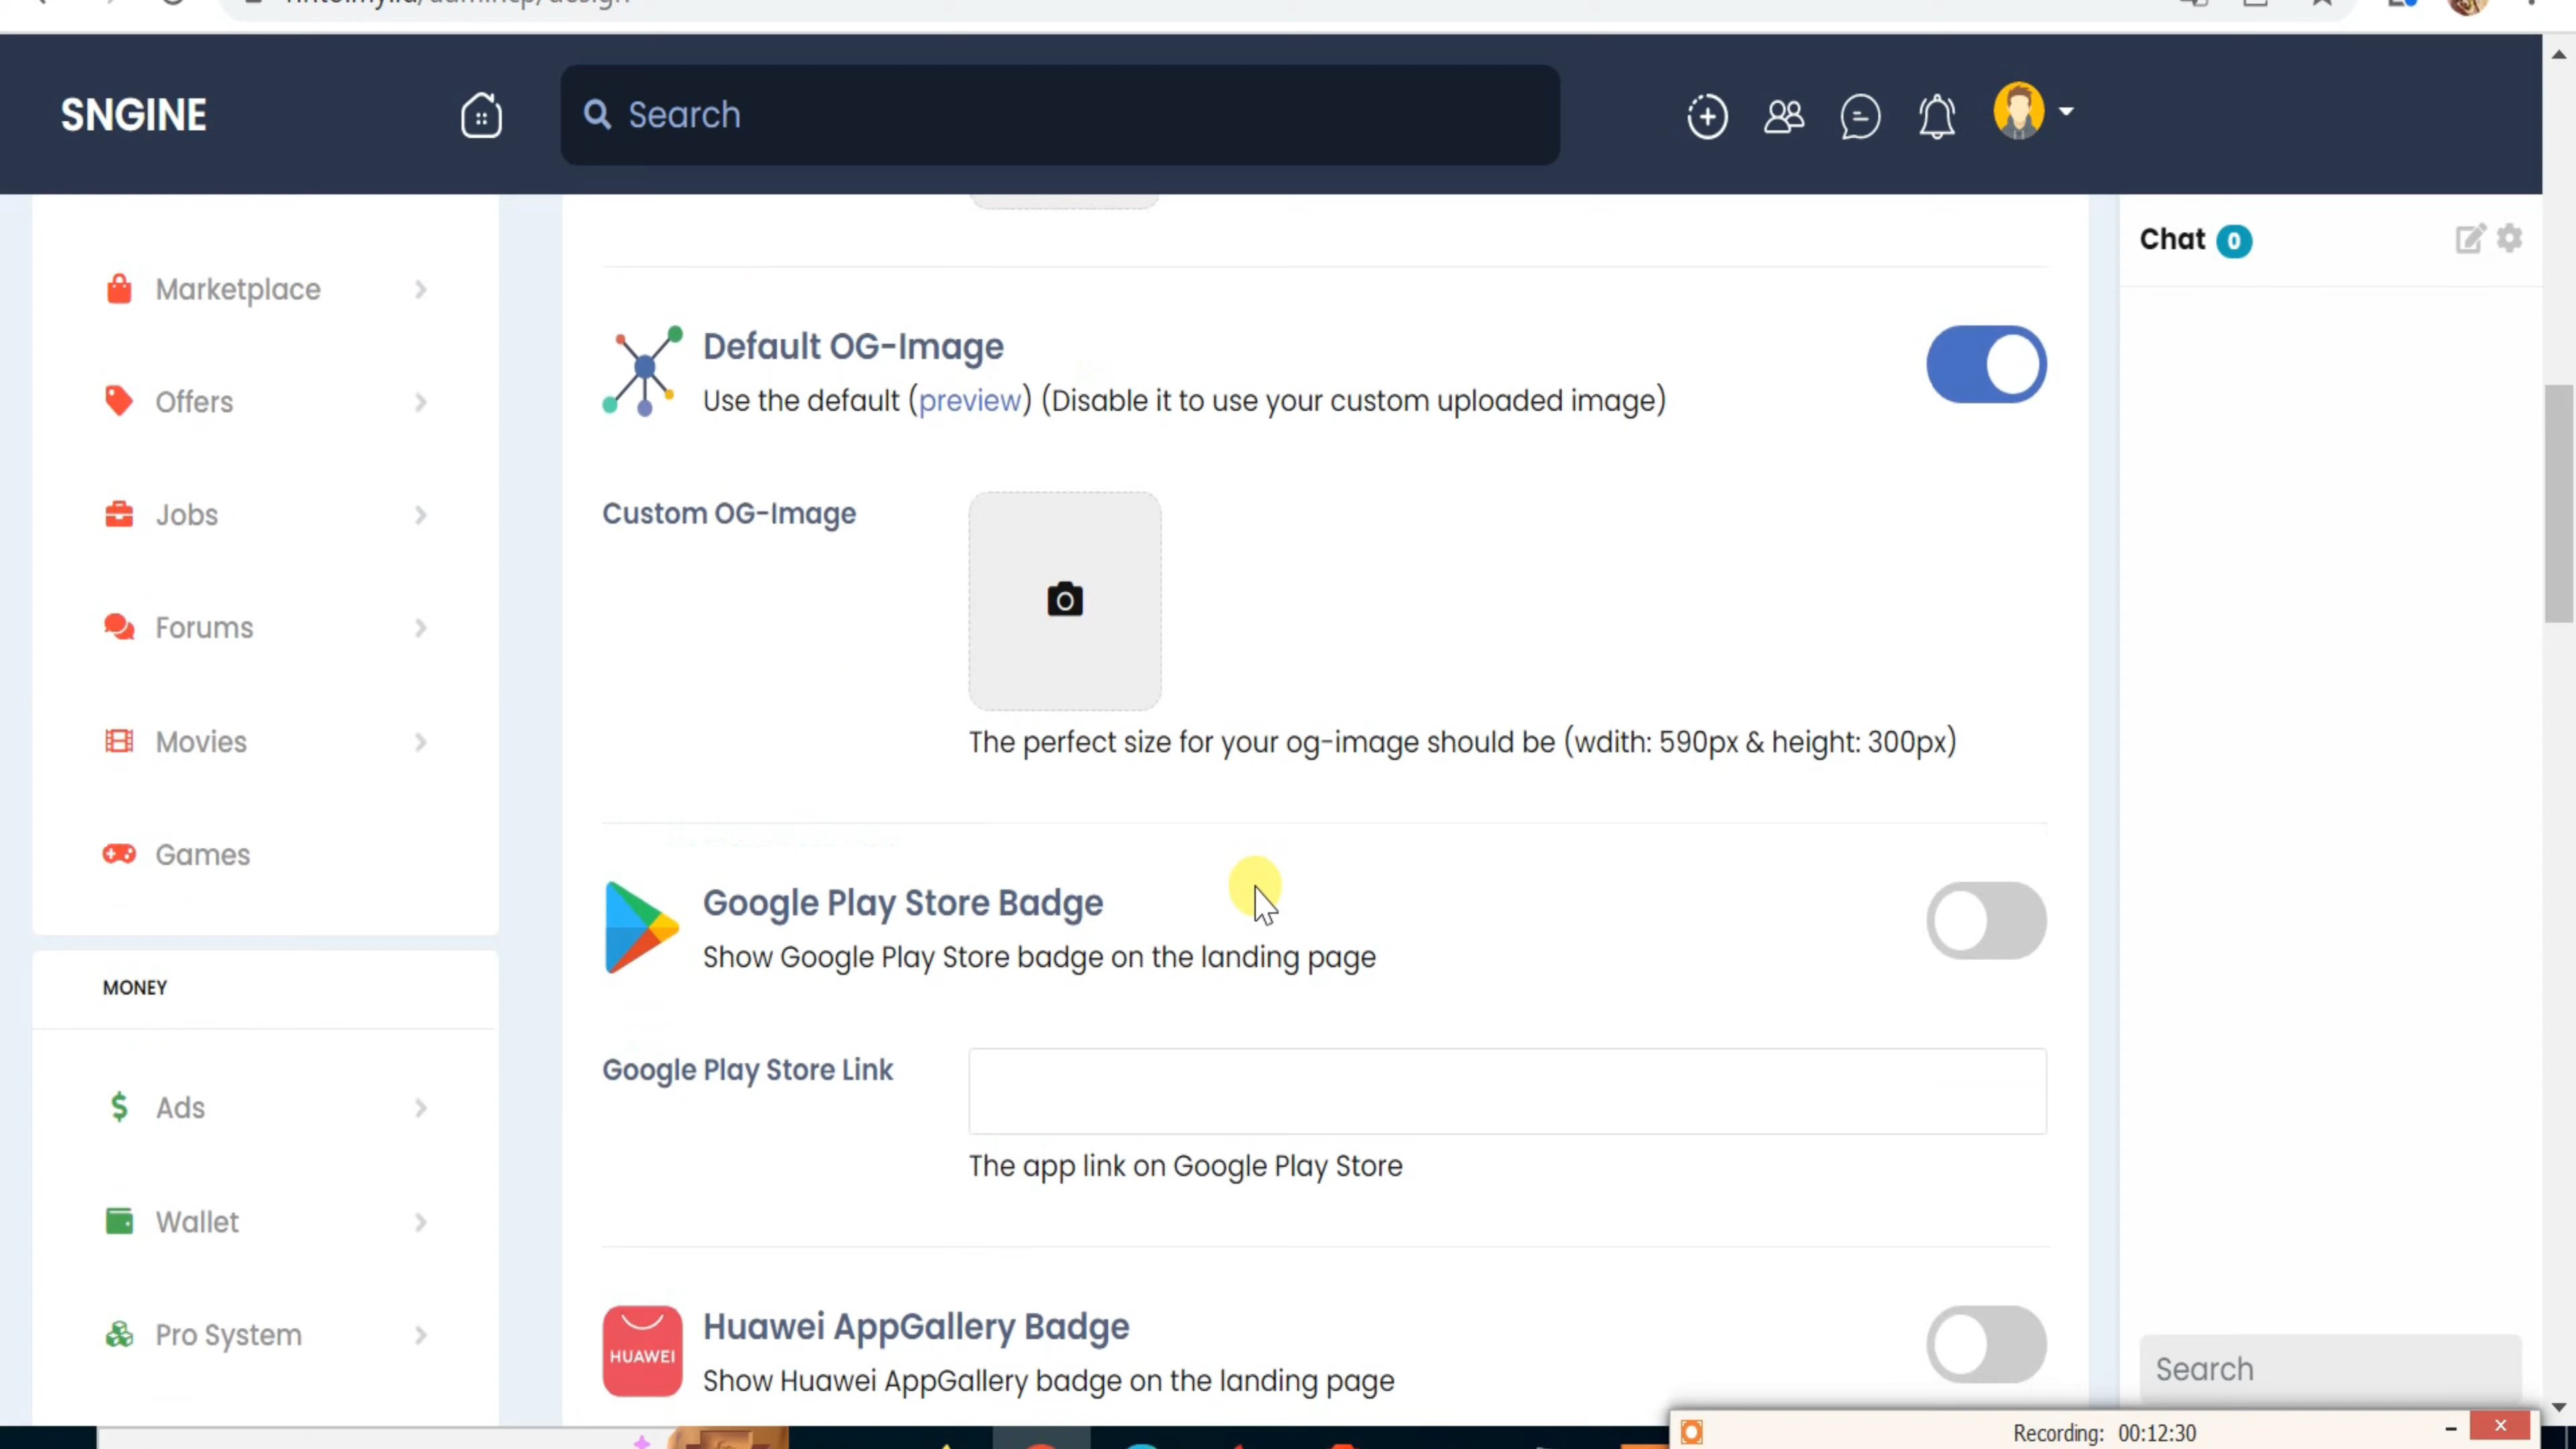 SNGINE
Search
Chat 0
Marketplace
Offers
Jobs
Forums
Movies
Games
MONEY
Ads
Wallet
Pro System
Default OG-Image
Use the default (preview) (Disable it to use your custom uploaded image)
Custom OG-Image
The perfect size for your og-image should be (wdith: 590px & height: 300px)
Google Play Store Badge
Show Google Play Store badge on the landing page
Google Play Store Link
The app link on Google Play Store
HUAWEI
Huawei AppGallery Badge
Show Huawei AppGallery badge on the landing page
Search
Recording: 00:12:30